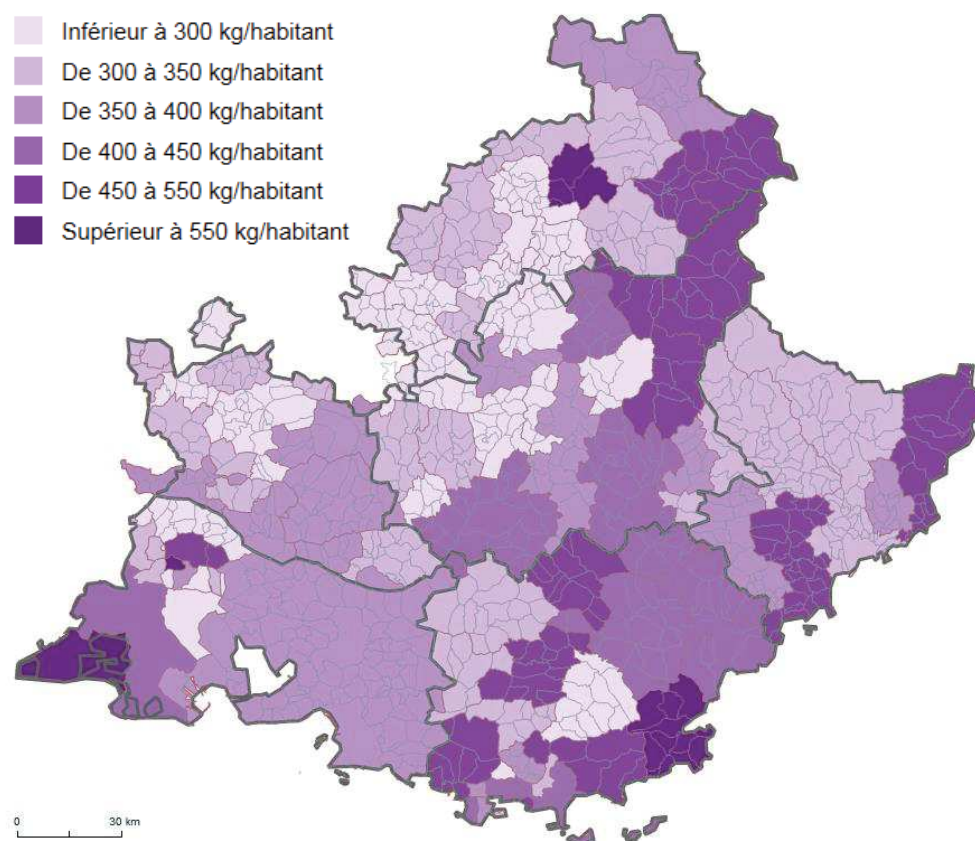 Inférieur à 300 kg/habitant
De 300 à 350 kg/habitant
De 350 à 400 kg/habitant
De 400 à 450 kg/habitant
De 450 à 550 kg/habitant
Supérieur à 550 kg/habitant
0 30 km